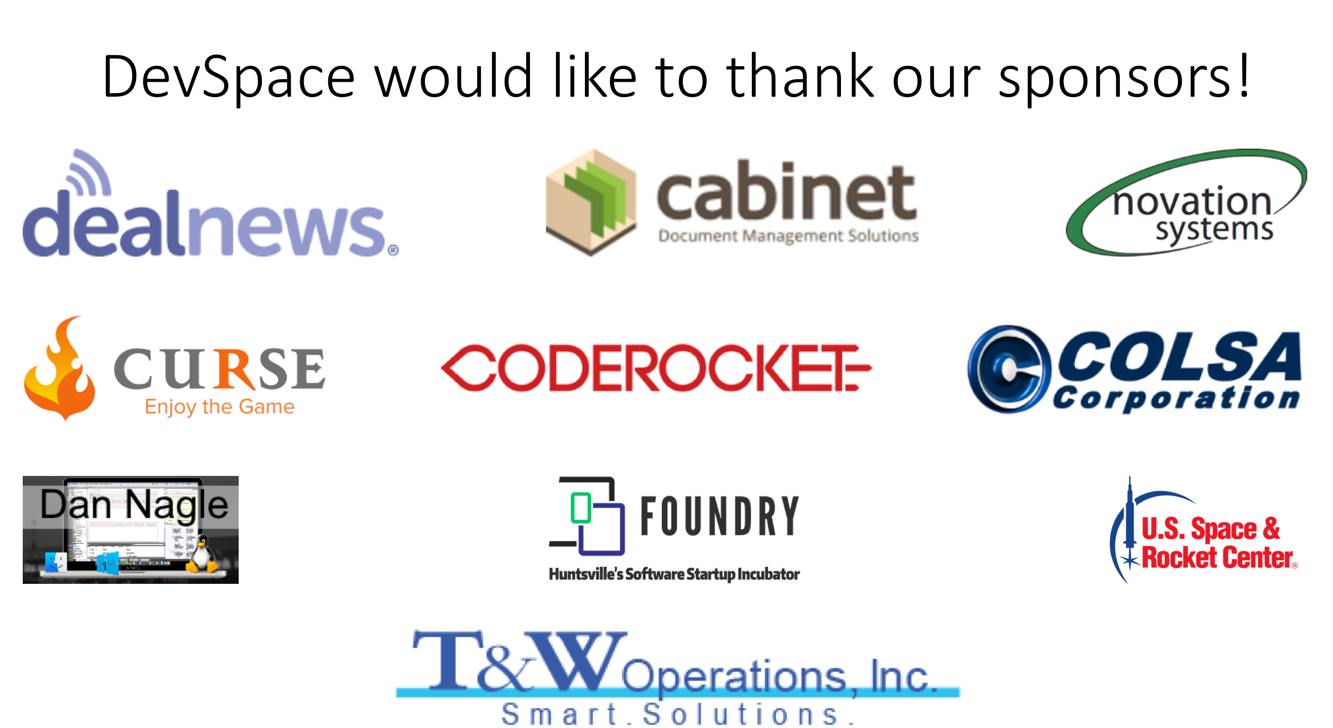 DevSpace would like to thank our sponsors!
dealnews®
cabinet
Document Management Solutions
novation
systems
CURSE
Enjoy the Game
CODEROCKET
COLSA
Corporation
Dan Nagle
FOUNDRY
Huntsville's Software Startup Incubator
U.S. Space &
Rocket Center®
T&W Operations, Inc.
Smart.Solutions.